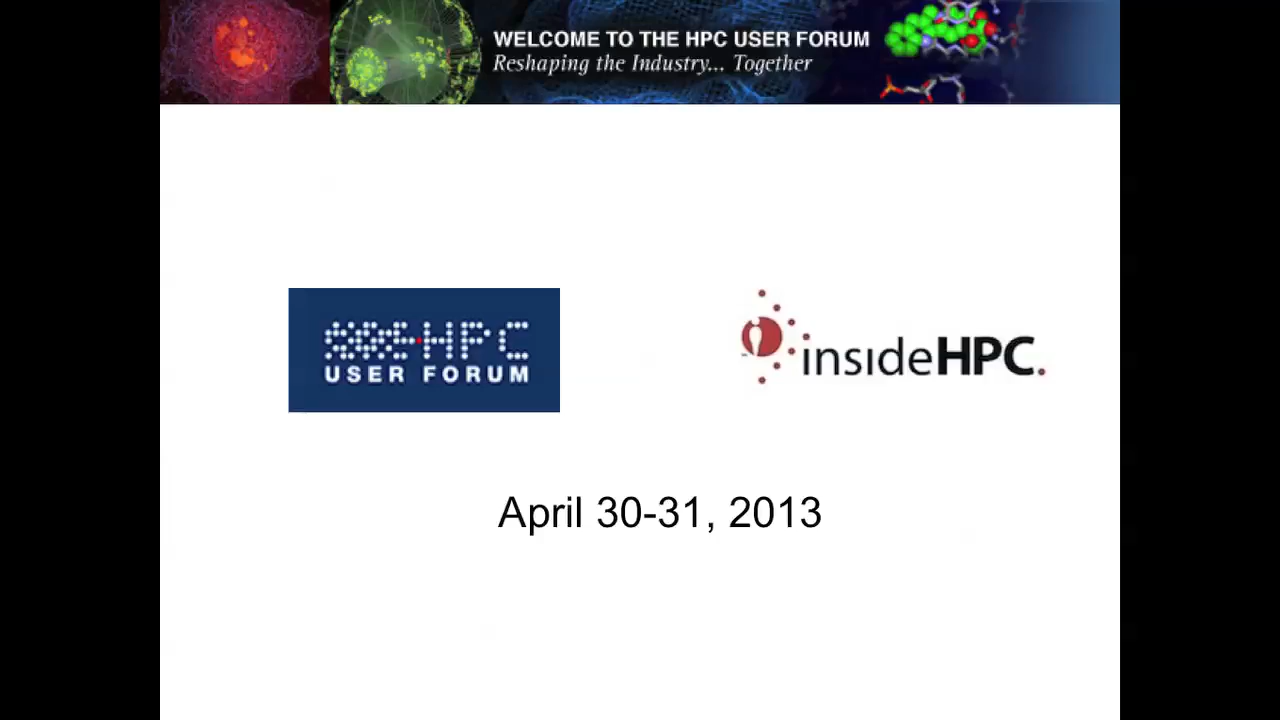 WELCOME TO THE HPC USER FORUM
Reshaping the Industry... Together
HPC
USER FORUM
insideHPC.
April 30-31, 2013